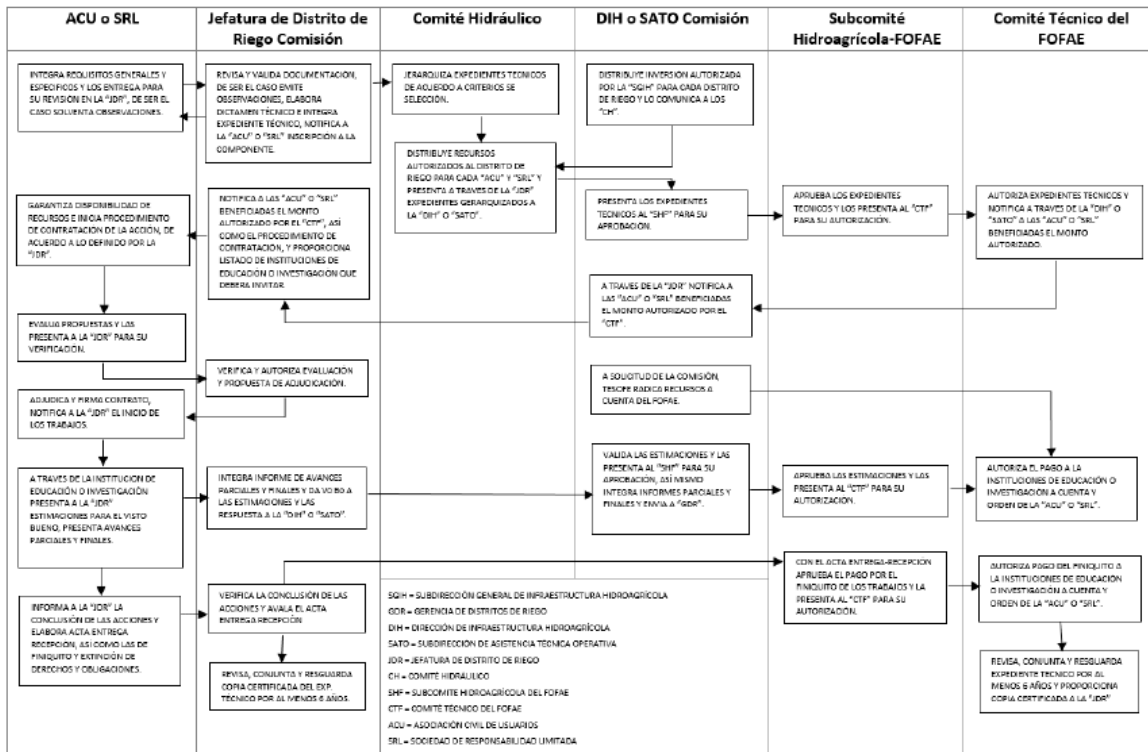 ACU o SRL
Jefatura de Distrito de
Riego Comisión
Comité Hidráulico
DIH o SATO Comisión
Subcomité
Hidroagrícola-FOFAE
Comité Técnico del
FOFAE
INTEGRA REQUISITOS GENERALES Y
ESPECIFICOS Y LOS ENTREGA PARA
SU REVISIÓN EN LA "JDR", DE SER EL
CASO SOLVENTA OBSERVACIONES.
REVISA Y VALIDA DOCUMENTACIÓN,
DE SER EL CASO EMITE
OBSERVACIONES, ELABORA
DICTAMEN TÉCNICO E INTEGRA
EXPEDIENTE TÉCNICO, NOTIFICA A
LA "ACU" O "SRL" INSCRIPCIÓN A LA
COMPONENTE.
JERARQUIZA EXPEDIENTES TECNICOS
DE ACUERDO A CRITERIOS SE
SELECCIÓN.
DISTRIBUYE INVERSIÓN AUTORIZADA
POR LA "SGIH" PARA CADA DISTRITO
DE RIEGO Y LO COMUNICA A LOS
"CH".
DISTRIBUYE RECURSOS
AUTORIZADOS AL DISTRITO DE
RIEGO PARA CADA "ACU" Y "SRL" Y
PRESENTA A TRAVES DE LA "JDR"
EXPEDIENTES GERARQUIZADOS A
LA "DIH" O "SATO".
GARANTIZA DISPONIBILIDAD DE
RECURSOS E INICIA PROCEDIMIENTO
DE CONTRATACIÓN DE LA ACCIÓN, DE
ACUERDO A LO DEFINIDO POR LA
"JDR".
NOTIFICA A LAS "ACU" O "SRL"
BENEFICIADAS EL MONTO
AUTORIZADO POR EL "CTF", ASÍ
COMO EL PROCEDIMIENTO DE
CONTRATACIÓN, Y PROPORCIONA
LISTADO DE INSTITUCIONES DE
EDUCACIÓN O INVESTIGACION QUE
DEBERA INVITAR.
PRESENTA LOS EXPEDIENTES
TECNICOS AL "SHF" PARA SU
APROBACIÓN.
APRUEBA LOS EXPEDIENTES
TECNICOS Y LOS PRESENTA AL "CTF"
PARA SU AUTORIZACIÓN.
AUTORIZA EXPEDIENTES TECNICOS Y
NOTIFICA A TRAVES DE LA "DIH" O
"SATO" A LAS "ACU" O "SRL"
BENEFICIADAS EL MONTO
AUTORIZADO.
A TRAVES DE LA "JDR" NOTIFICA A
LAS "ACU" O "SRL" BENEFICIADAS
EL MONTO AUTORIZADO POR EL
"CTF".
EVALUA PROPUESTAS Y LAS
PRESENTA A LA "JDR" PARA SU
VERIFICACIÓN.
VERIFICA Y AUTORIZA EVALUACIÓN
Y PROPUESTA DE ADJUDICACIÓN.
A SOLICITUD DE LA COMISIÓN,
TESOFE RADICA RECURSOS A
CUENTA DEL FOFAE.
ADJUDICA Y FIRMA CONTRATO,
NOTIFICA A LA "JDR" EL INICIO DE
LOS TRABAJOS.
A TRAVES DE LA INSTITUCION DE
EDUCACIÓN O INVESTIGACIÓN
PRESENTA A LA "JDR"
ESTIMACIONES PARA EL VISTO
BUENO, PRESENTA AVANCES
PARCIALES Y FINALES.
INTEGRA INFORME DE AVANCES
PARCIALES Y FINALES Y DA VO BO A
LAS ESTIMACIONES Y LAS
RESPUESTA A LA "DIH" O "SATO".
VALIDA LAS ESTIMACIONES Y LAS
PRESENTA AL "SHF" PARA SU
APROBACIÓN, ASÍ MISMO
INTEGRA INFORMES PARCIALES Y
FINALES Y ENVIA A "GDR".
APRUEBA LAS ESTIMACIONES Y LAS
PRESENTA AL "CTF" PARA SU
AUTORIZACION.
AUTORIZA EL PAGO A LA
INSTITUCIONES DE EDUCACIÓN O
INVESTIGACION A CUENTA Y
ORDEN DE LA "ACU" O "SRL".
INFORMA A LA "JDR" LA
CONCLUSIÓN DE LAS ACCIONES Y
ELABORA ACTA ENTREGA
RECEPCIÓN, ASI COMO LAS DE
FINIQUITO Y EXTINCIÓN DE
DERECHOS Y OBLIGACIONES.
VERIFICA LA CONCLUSIÓN DE LAS
ACCIONES Y AVALA EL ACTA
ENTREGA RECEPCIÓN
CON EL ACTA ENTREGA-RECEPCIÓN
APRUEBA EL PAGO POR EL
FINIQUITO DE LOS TRABAJOS Y LA
PRESENTA AL "CTF" PARA SU
AUTORIZACIÓN.
AUTORIZA PAGO DEL FINIQUITO A
LA INSTITUCIONES DE EDUCACIÓN
O INVESTIGACIÓN A CUENTA Y
ORDEN DE LA "ACU" O "SRL".
REVISA, CONJUNTA Y RESGUARDA
COPIA CERTIFICADA DEL EXP.
TÉCNICO POR AL MENOS 6 AÑOS.
REVISA, CONJUNTA Y RESGUARDA
EXPEDIENTE TECNICO POR AL
MENOS 6 AÑOS Y PROPORCIONA
COPIA CERTIFICADA A LA "JDR"
SGIH = SUBDIRECCIÓN GENERAL DE INFRAESTRUCTURA HIDROAGRÍCOLA
GDR = GERENCIA DE DISTRITOS DE RIEGO
DIH = DIRECCIÓN DE INFRAESTRUCTURA HIDROAGRÍCOLA
SATO = SUBDIRECCIÓN DE ASISTENCIA TÉCNICA OPERATIVA
JDR = JEFATURA DE DISTRITO DE RIEGO
CH = COMITÉ HIDRÁULICO
SHF = SUBCOMITE HIDROAGRÍCOLA DEL FOFAE
CTF = COMITÉ TÉCNICO DEL FOFAE
ACU = ASOCIACIÓN CIVIL DE USUARIOS
SRL = SOCIEDAD DE RESPONSABILIDAD LIMITADA